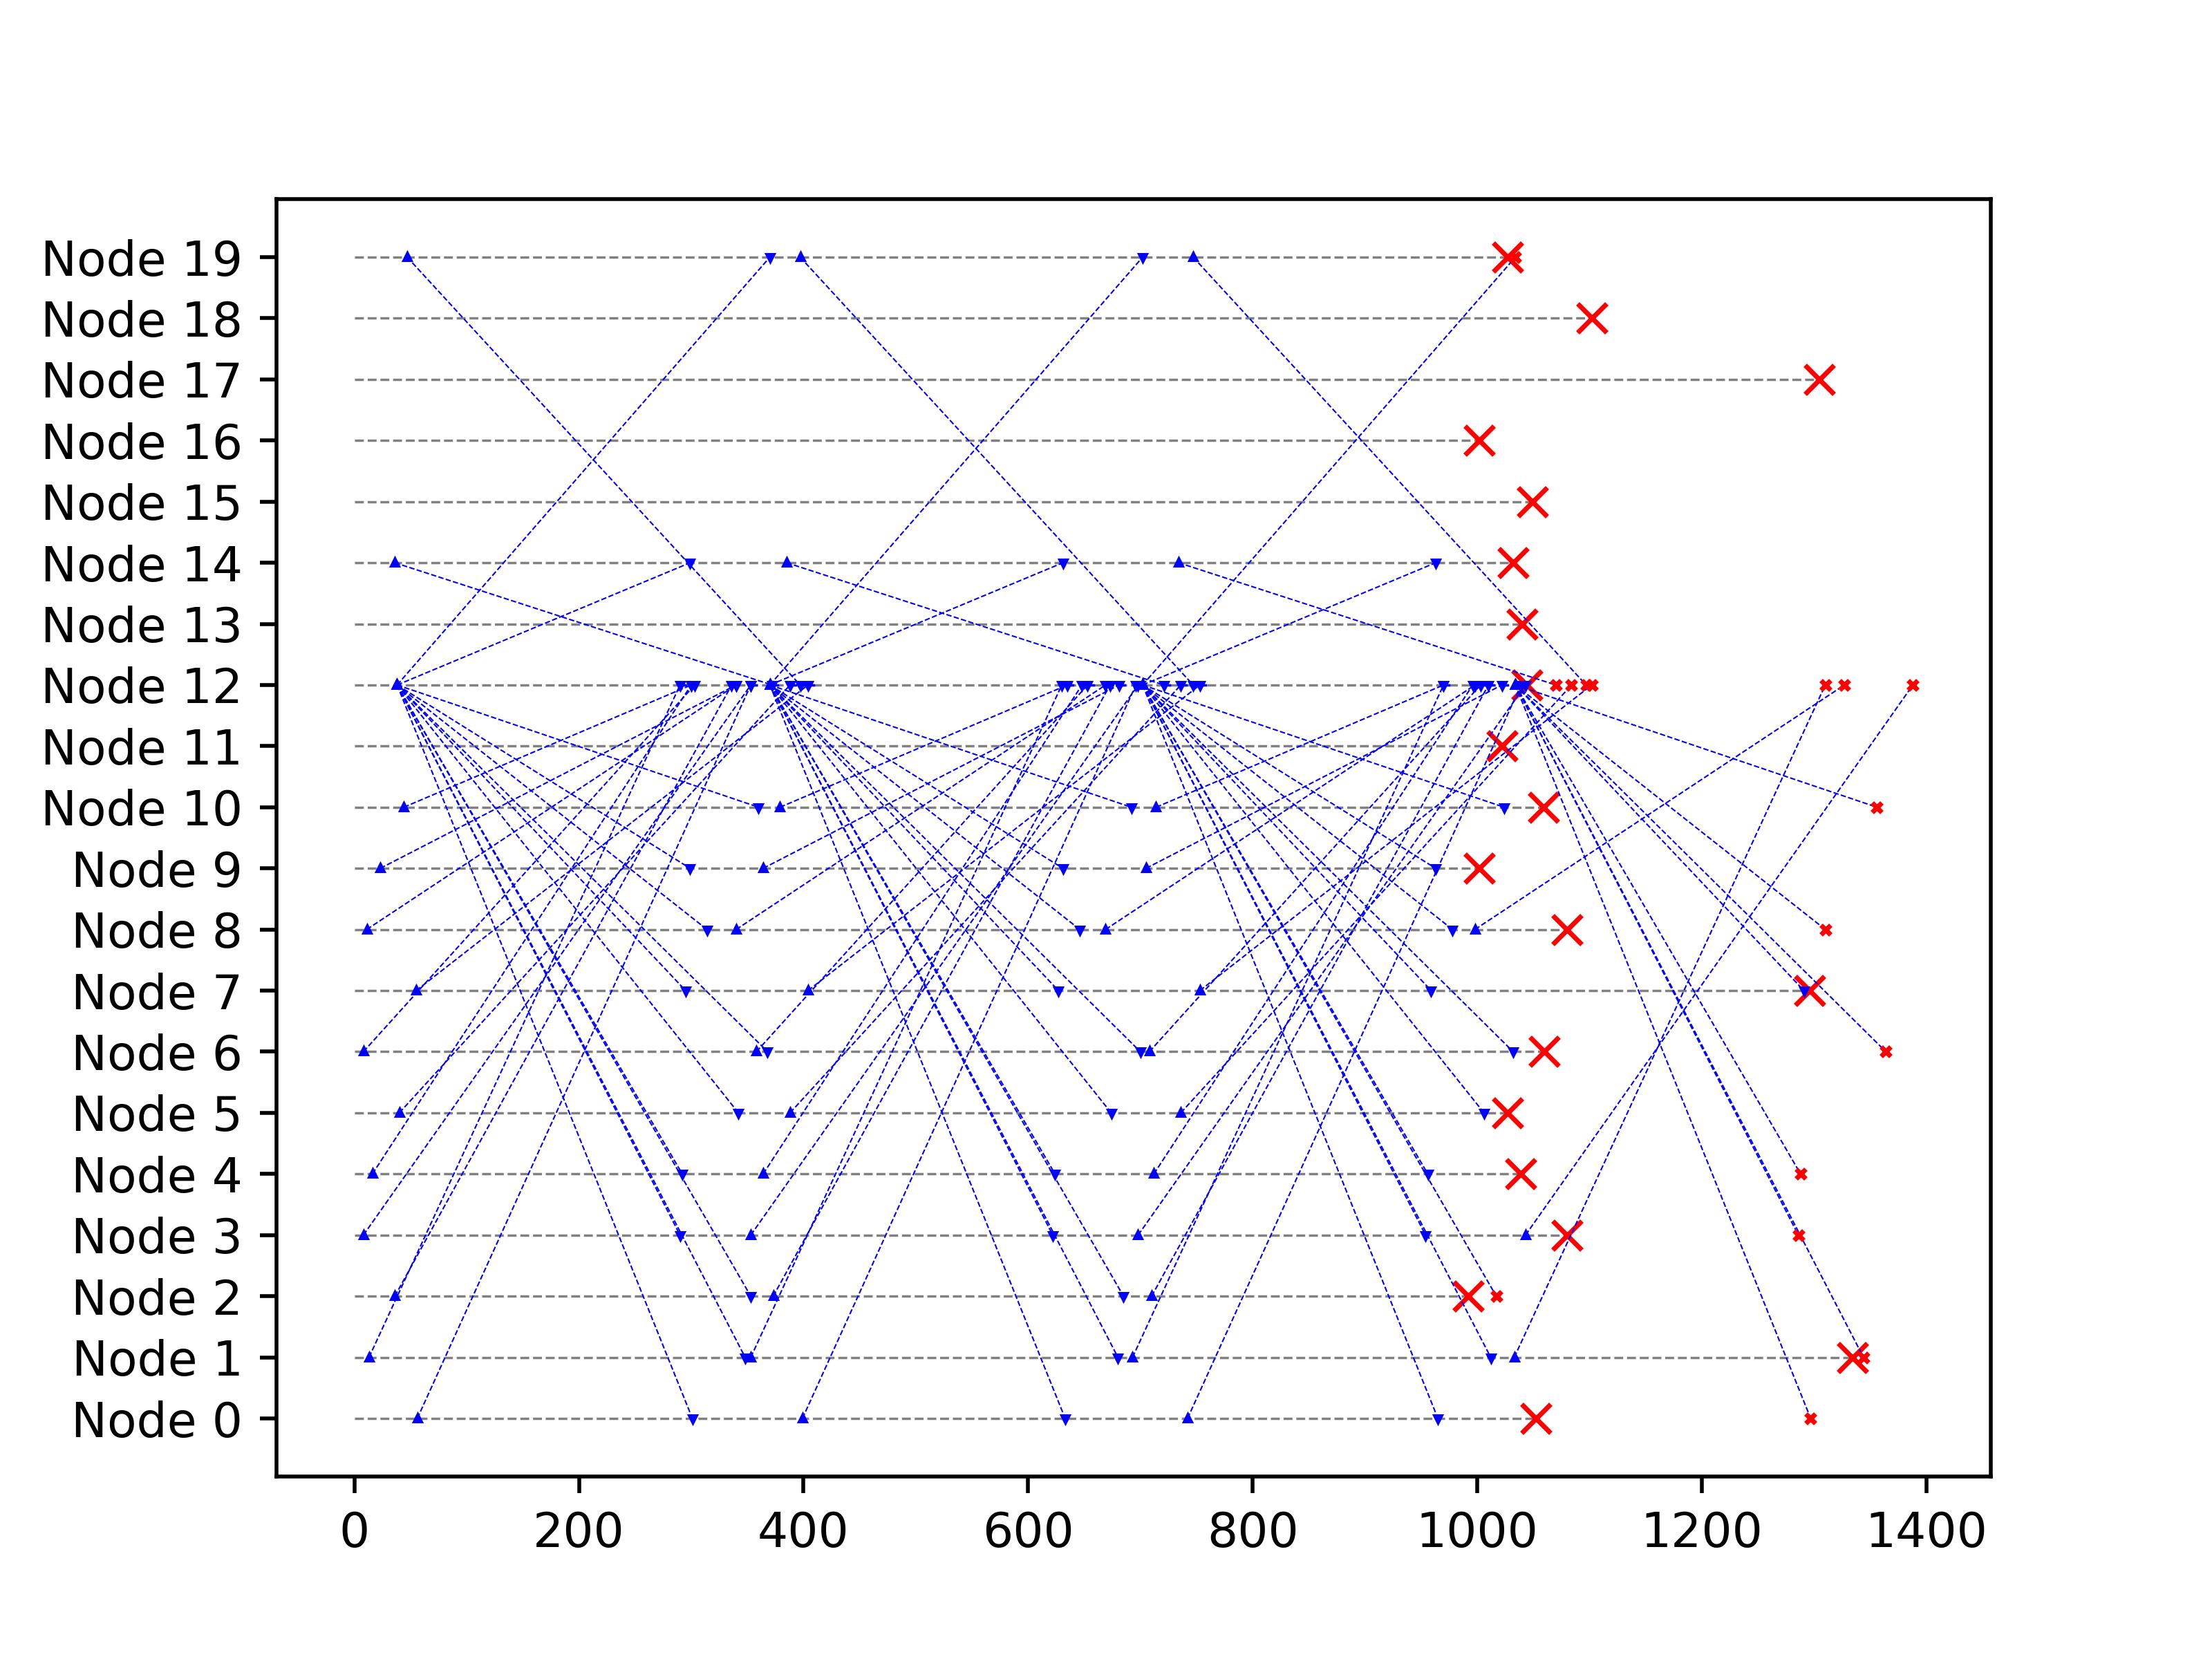 Node 19
Node 18
Node 17
Node 16
Node 15
Node 14
Node 13
Node 12
Node 11
Node 10
Node 9
Node 8
Node 7
Node 6
Node 5
Node 4
Node 3
Node 2
Node 1
Node 0
0 200 400 600 800 1000 1200 1400